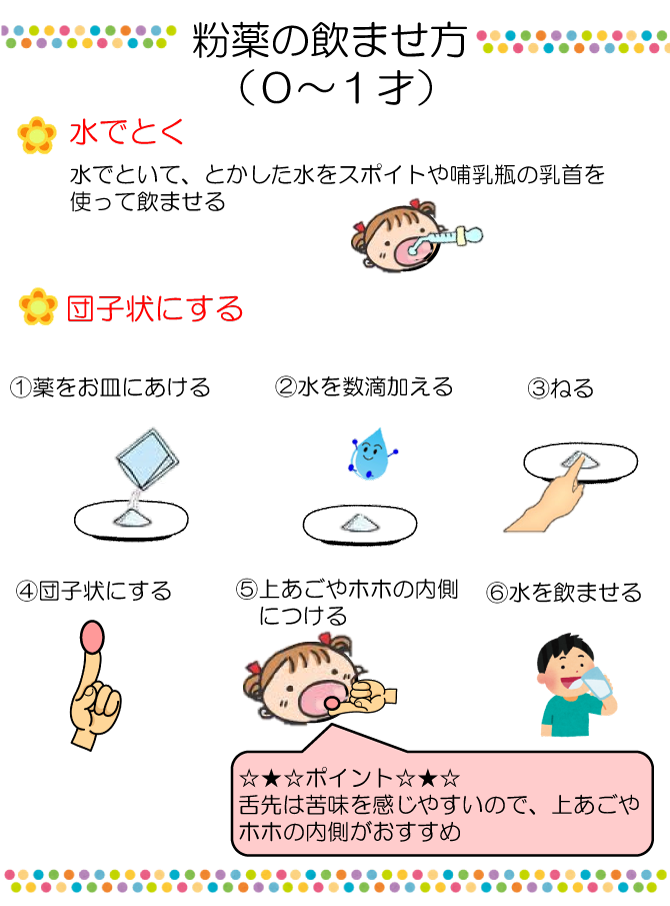 粉薬の飲ませ方
（０～１才）
水でとく
水でといて、とかした水をスポイトや哺乳瓶の乳首を
使って飲ませる
団子状にする
①薬をお皿にあける
②水を数滴加える
③ねる
④団子状にする
⑤上あごやホホの内側
につける
⑥水を飲ませる
☆★☆ポイント☆★☆
舌先は苦味を感じやすいので、上あごや
ホホの内側がおすすめ